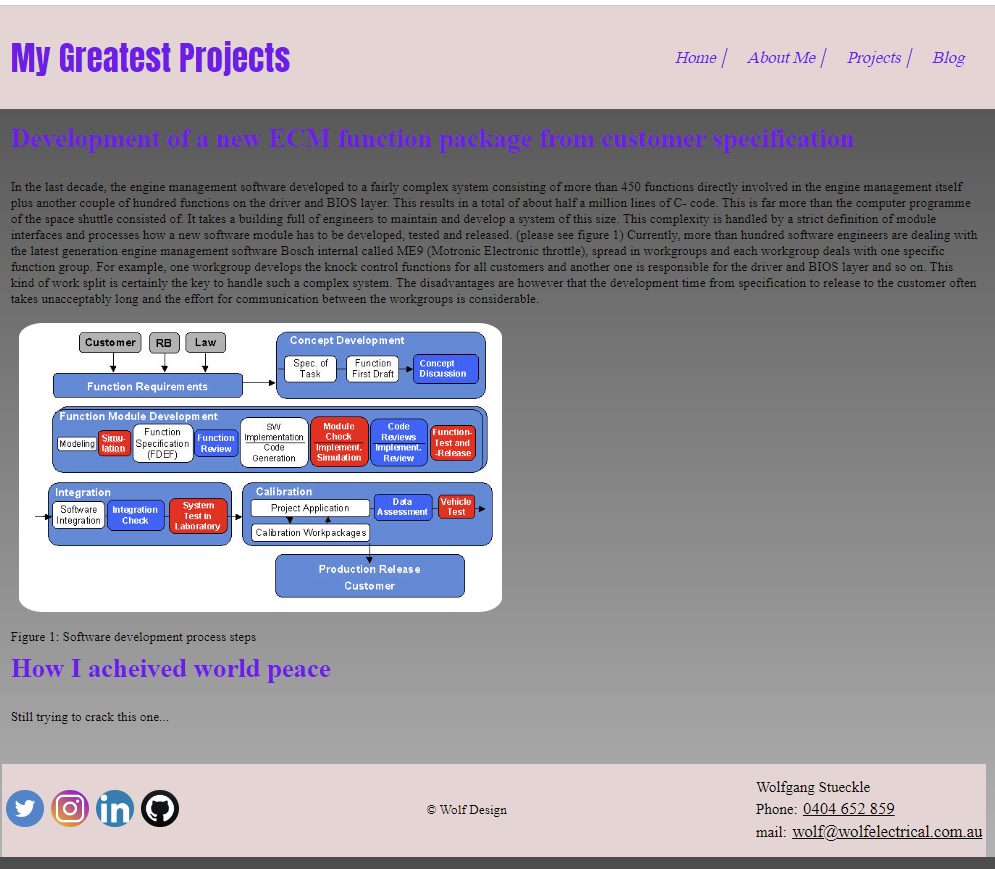 My Greatest Projects
Home / About Me / Projects / Blog
Development of a new ECM function package from customer specification
In the last decade, the engine management software developed to a fairly complex system consisting of more than 450 functions directly involved in the engine management itself
plus another couple of hundred functions on the driver and BIOS layer. This results in a total of about half a million lines of C- code. This is far more than the computer programme
of the space shuttle consisted of. It takes a building full of engineers to maintain and develop a system of this size. This complexity is handled by a strict definition of module
interfaces and processes how a new software module has to be developed, tested and released. (please see figure 1) Currently, more than hundred software engineers are dealing with
the latest generation engine management software Bosch internal called ME9 (Motronic Electronic throttle), spread in workgroups and each workgroup deals with one specific
function group. For example, one workgroup develops the knock control functions for all customers and another one is responsible for the driver and BIOS layer and so on. This
kind of work split is certainly the key to handle such a complex system. The disadvantages are however that the development time from specification to release to the customer often
takes unacceptably long and the effort for communication between the workgroups is considerable.
Customer
RB
Law
Function Requirements
Concept Development
Spec. of
Task
Function
First Draft
Concept
Discussion
Function Module Development
Modeling
Simu-
lation
Function
Specification
(FDEF)
Function
Review
SW
Implementation
Code
Generation
Module
Check
Implement.
Simulation
Code
Reviews
Implement.
Review
Function-
Test and
-Release
Integration
Software
Integration
Integration
Check
System
Test in
Laboratory
Calibration
Project Application
Calibration Workpackages
Data
Assessment
Vehicle
Test
Production Release
Customer
Figure 1: Software development process steps
How I acheived world peace
Still trying to crack this one...
in
© Wolf Design
Wolfgang Stueckle
Phone: 0404 652 859
mail: wolf@wolfelectrical.com.au